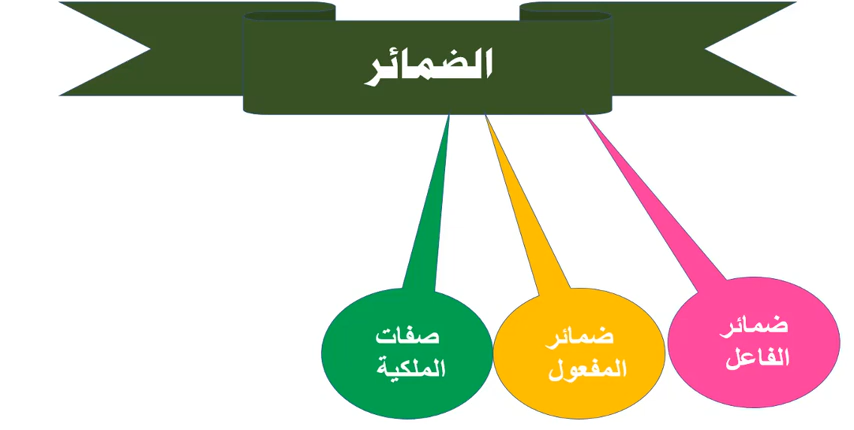 الضمائر
ضمائر
الفاعل
ضمائر
المفعول
صفات
الملكية